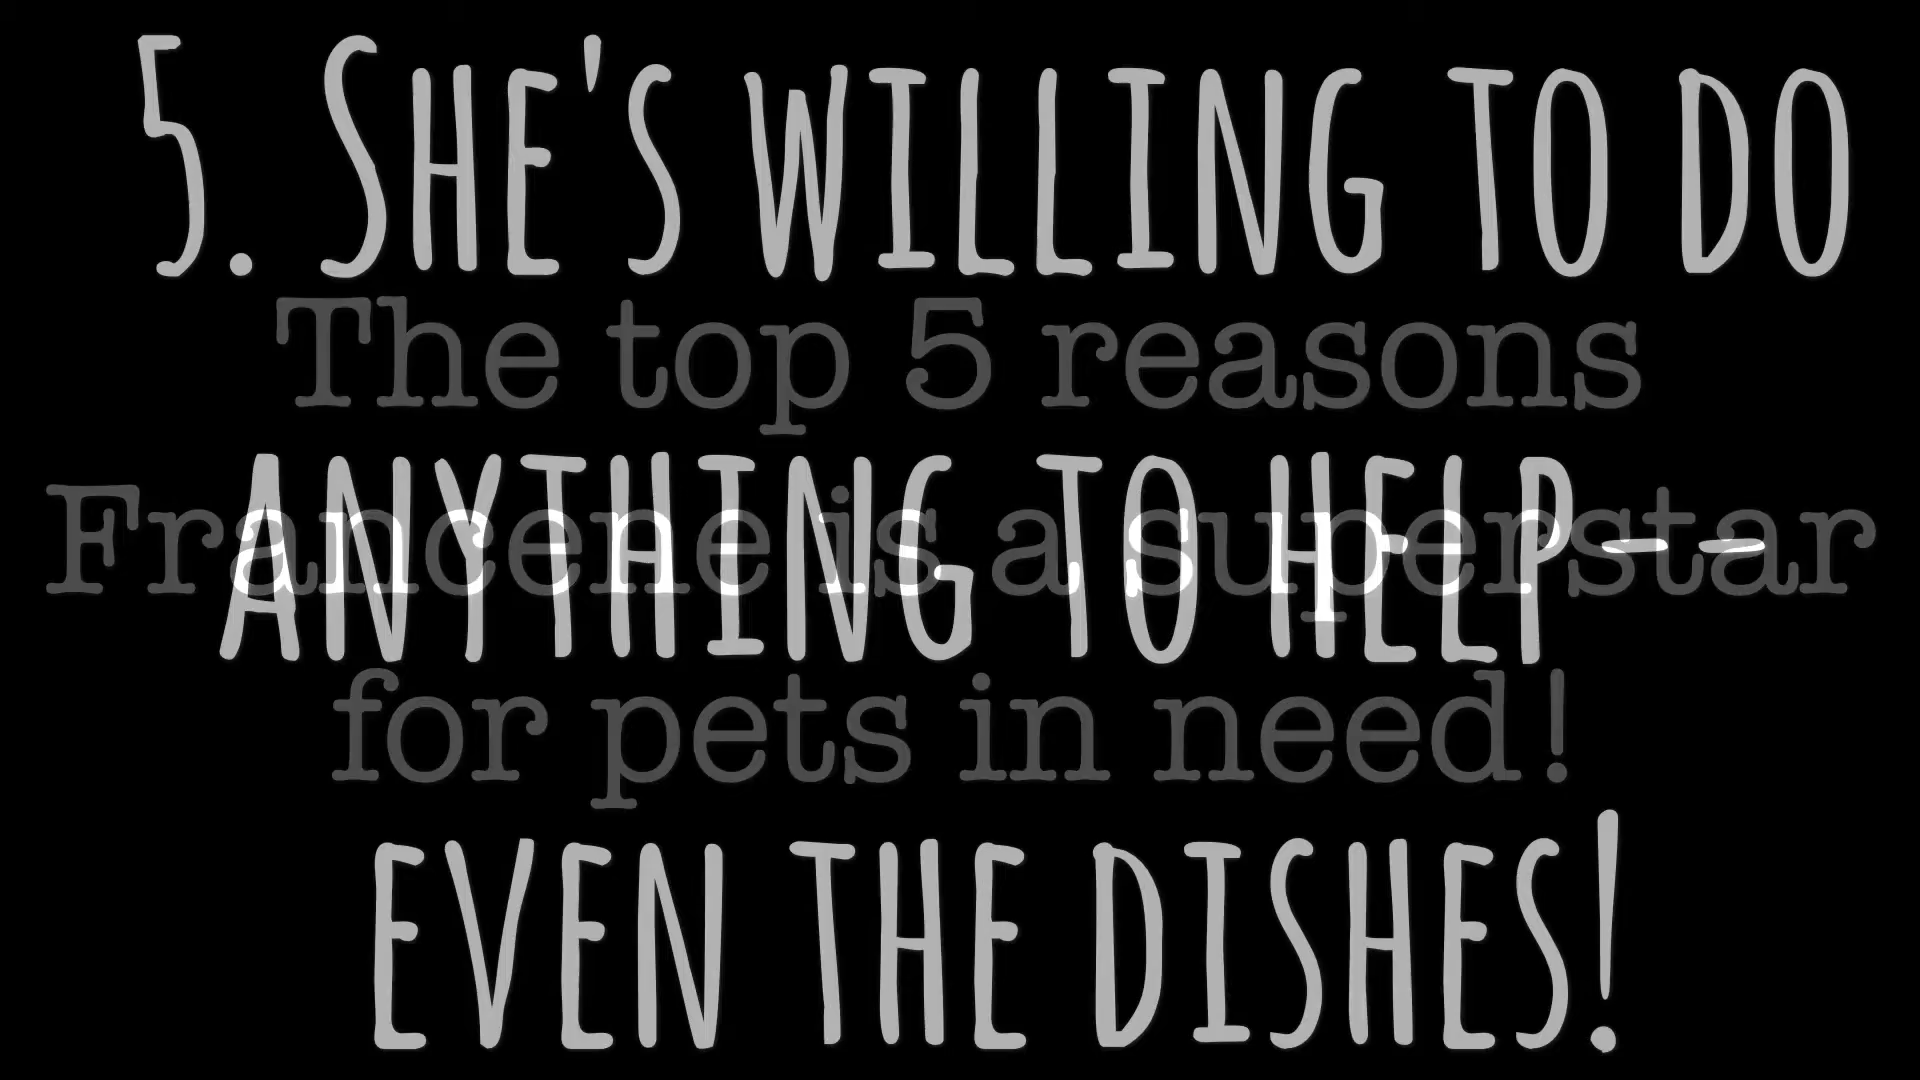 5. She's willing to do
The top 5 reasons
anything to help--
Francene is a superstar
for pets in need!
even the dishes!